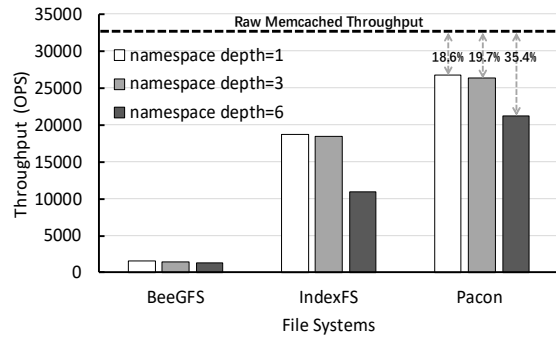 Raw Memcached Throughput
35000
30000
25000
20000
15000
10000
5000
0
Throughput (OPS)
namespace depth=1
namespace depth=3
namespace depth=6
18.6% 19.7% 35.4%
BeeGFS IndexFS Pacon
File Systems